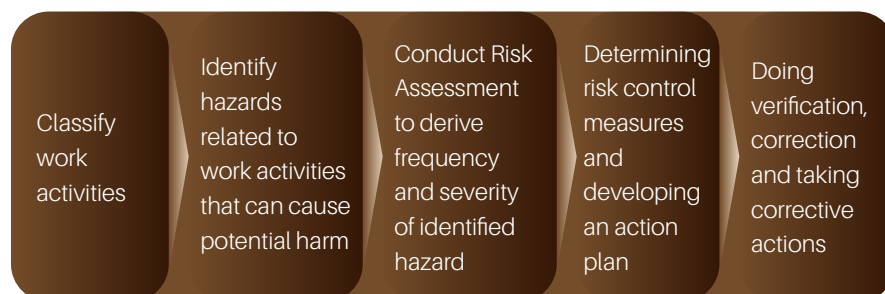 Classify
work
activities
Identify
hazards
related to
work activities
that can cause
potential harm
Conduct Risk
Assessment
to derive
frequency
and severity
of identified
hazard
Determining
risk control
measures
and
developing
an action
plan
Doing
verification,
correction
and taking
corrective
actions